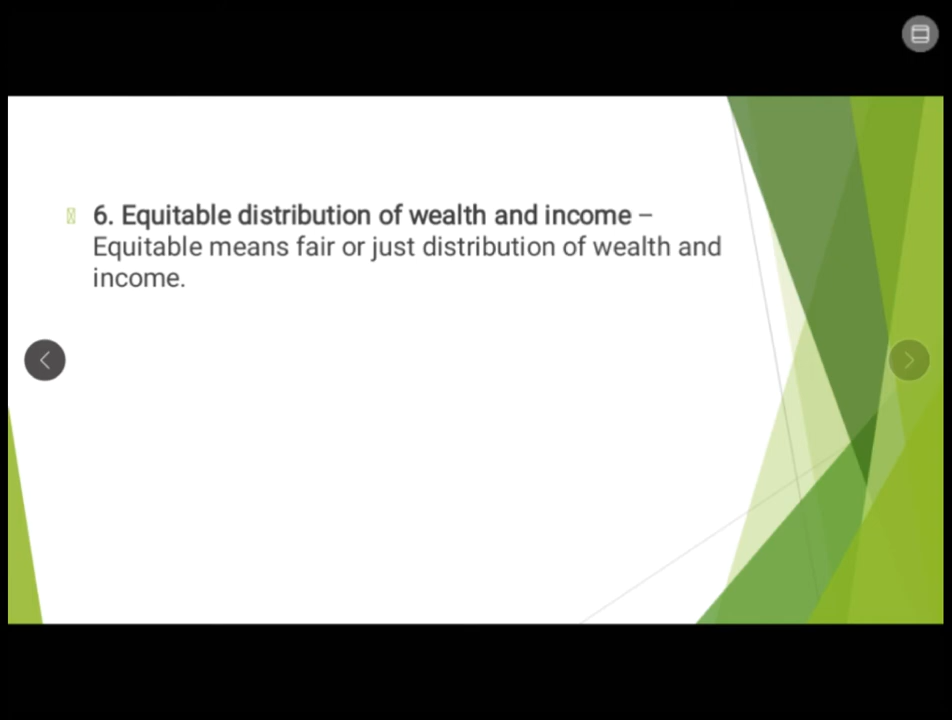 6. Equitable distribution of wealth and income –
Equitable means fair or just distribution of wealth and
income.